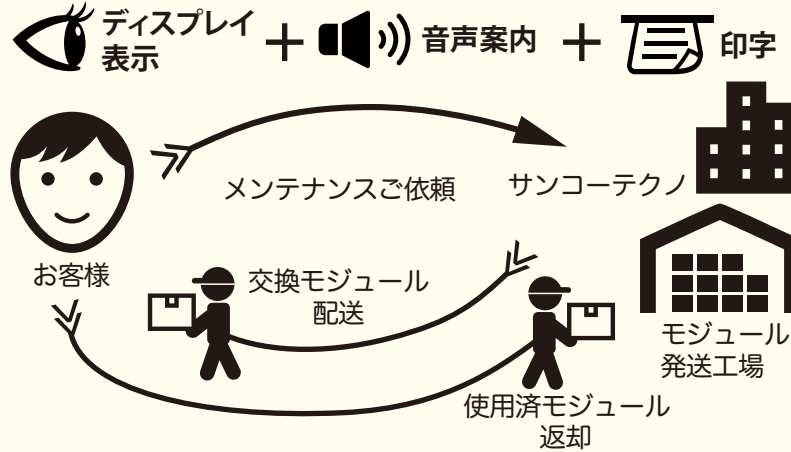 ディスプレイ
表示
音声案内
印字
メンテナンスご依頼
サンコーテクノ
お客様
交換モジュール
配送
モジュール
発送工場
使用済モジュール
返却